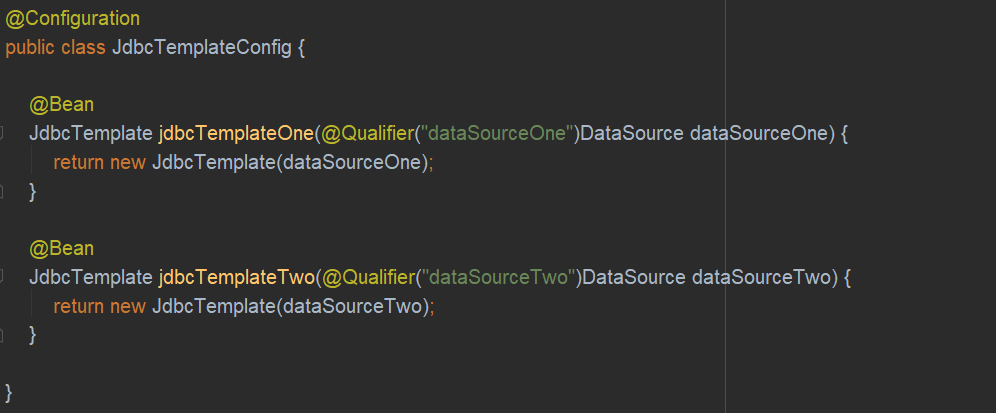 @Configuration
public class JdbcTemplateConfig {
@Bean
JdbcTemplate jdbcTemplateOne(@Qualifier("dataSourceOne")DataSource dataSourceOne) {
return new JdbcTemplate(dataSourceOne);
}
@Bean
JdbcTemplate jdbcTemplateTwo(@Qualifier("dataSourceTwo")DataSource dataSourceTwo) {
return new JdbcTemplate(dataSourceTwo);
}
}